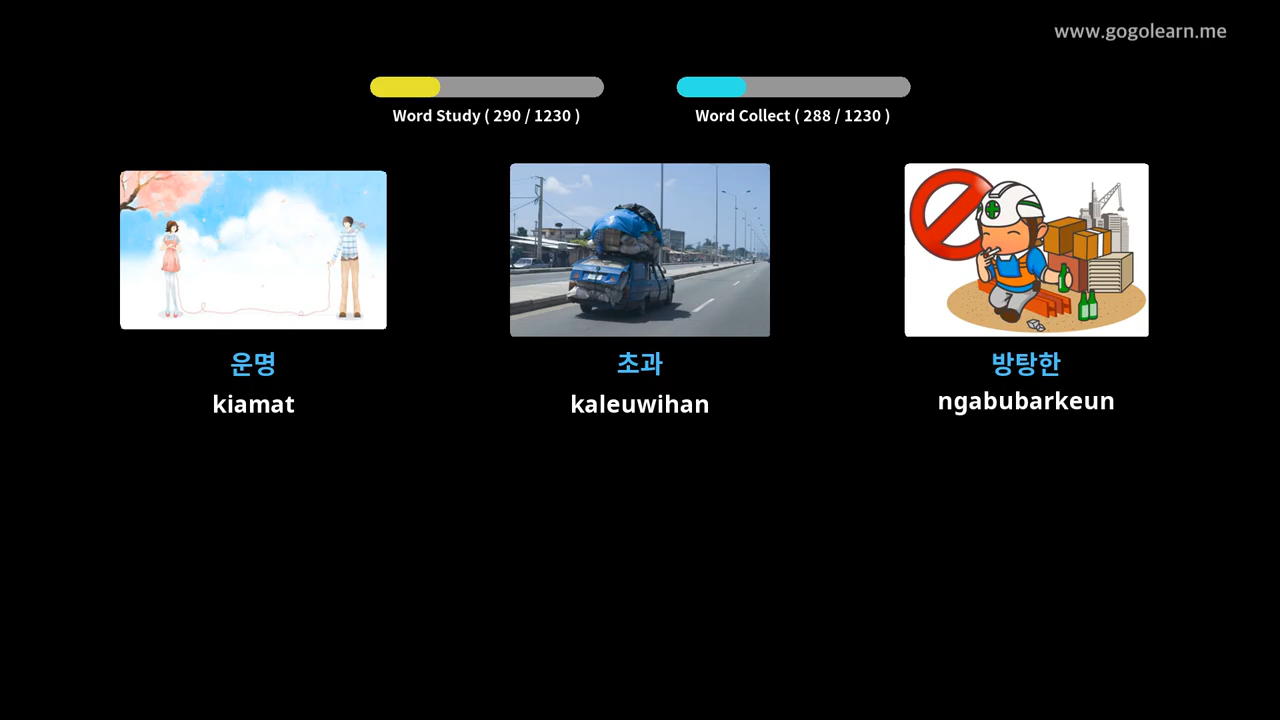 www.gogolearn.me
Word Study ( 290 / 1230 )
Word Collect ( 288 / 1230 )
운명
초과
방탕한
kiamat
kaleuwihan
ngabubarkeun